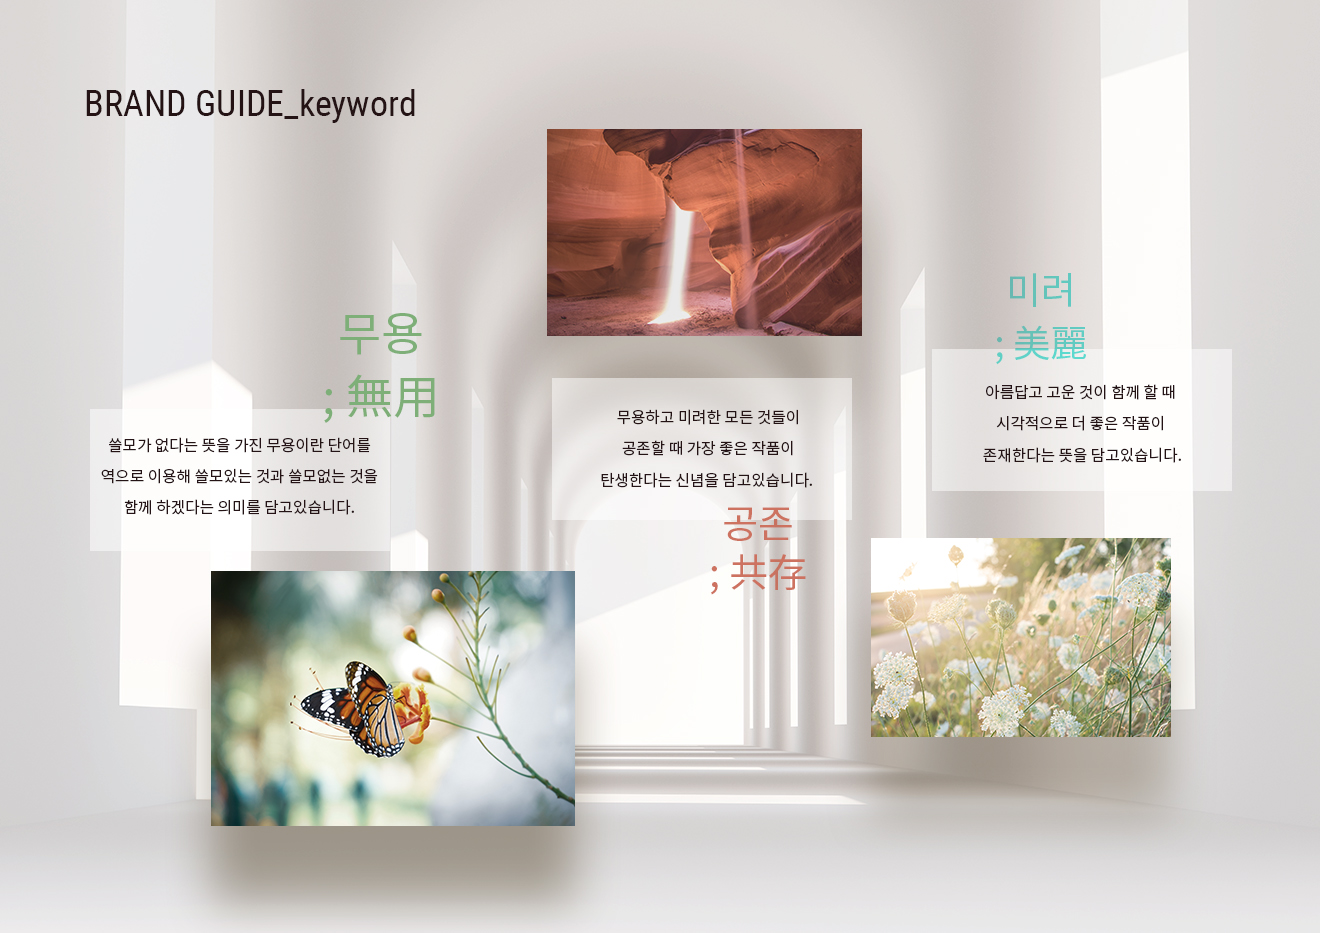 BRAND GUIDE_keyword
무용
; 無用
쓸모가 없다는 뜻을 가진 무용이란 단어를
역으로 이용해 쓸모있는 것과 쓸모없는 것을
함께 하겠다는 의미를 담고있습니다.
무용하고 미려한 모든 것들이
공존할 때 가장 좋은 작품이
탄생한다는 신념을 담고있습니다.
공존
; 共存
미려
; 美麗
아름답고 고운 것이 함께 할 때
시각적으로 더 좋은 작품이
존재한다는 뜻을 담고있습니다.